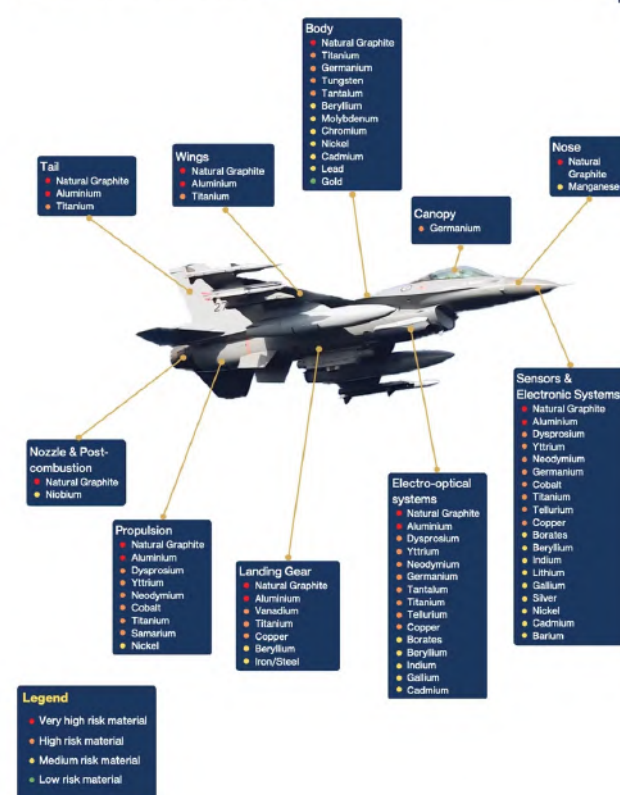 Body
Natural Graphite
Titanium
Germanium
Tungsten
Tantalum
Beryllium
Molybdenum
Chromium
Nickel
Cadmium
Lead
Gold
Tail
Natural Graphite
Aluminium
Titanium
Wings
Natural Graphite
Aluminium
Titanium
Canopy
Germanium
Nose
Natural
Graphite
Manganese
Nozzle & Post-
combustion
Natural Graphite
Niobium
Propulsion
Natural Graphite
Aluminium
Dysprosium
Yttrium
Neodymium
Cobalt
Titanium
Samarium
Nickel
Landing Gear
Natural Graphite
Aluminium
Vanadium
Titanium
Copper
Beryllium
Iron/Steel
Electro-optical
systems
Natural Graphite
Aluminium
Dysprosium
Yttrium
Neodymium
Germanium
Tantalum
Titanium
Tellurium
Copper
Borates
Beryllium
Indium
Gallium
Cadmium
Sensors &
Electronic Systems
Natural Graphite
Aluminium
Dysprosium
Yttrium
Neodymium
Germanium
Cobalt
Titanium
Tellurium
Copper
Borates
Beryllium
Indium
Lithium
Gallium
Silver
Nickel
Cadmium
Barium
Legend
Very high risk material
High risk material
Medium risk material
Low risk material